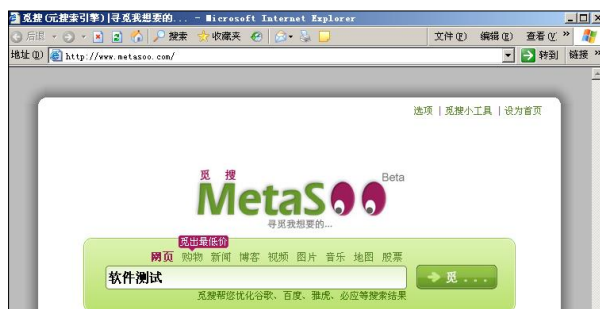 觅搜(元搜索引擎)|寻觅我想要的... - Microsoft Internet Explorer
后退 搜索 收藏夹 文件(F) 编辑(E) 查看(V) »
地址(D) http://www.metasoo.com/ 转到 链接 »
选项 | 觅搜小工具 | 设为首页
觅 搜
MetaSoo Beta
寻觅我想要的...
觅出最低价
网页 购物 新闻 博客 视频 图片 音乐 地图 股票
软件测试 觅...
觅搜帮您优化谷歌、百度、雅虎、必应等搜索结果